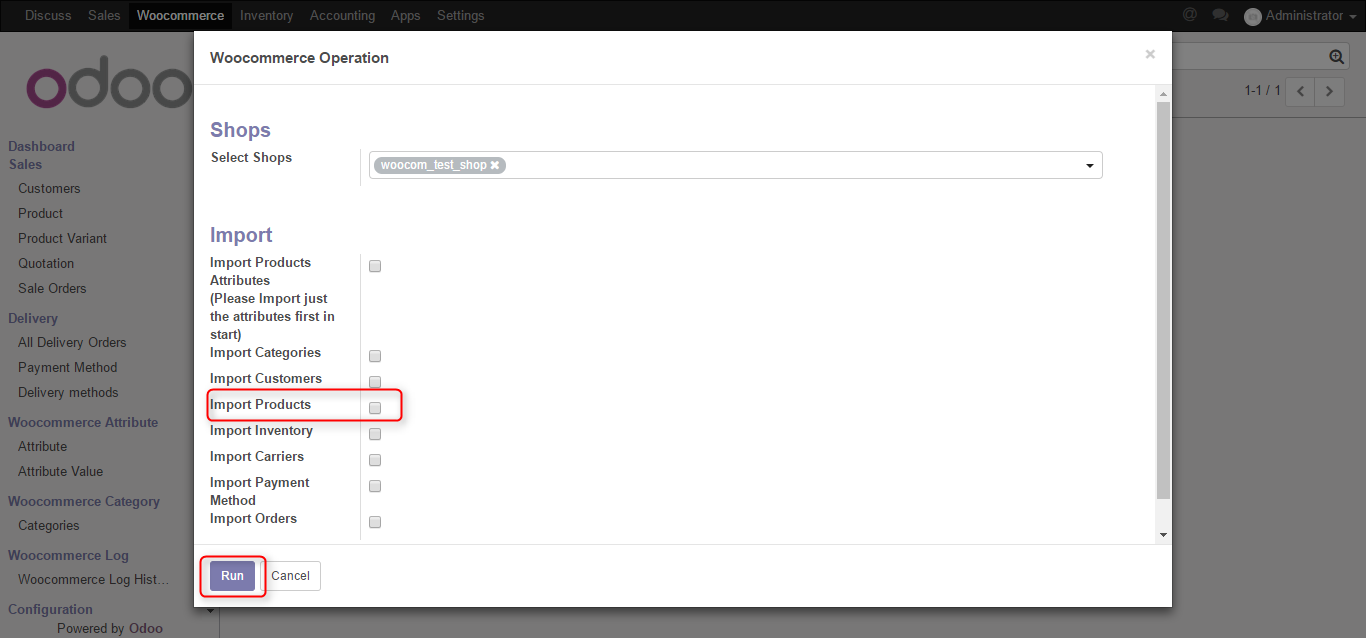 Discuss Sales Woocommerce Inventory Accounting Apps Settings @ Administrator
Woocommerce Operation ×
odoo
1-1 / 1
Shops
Select Shops woocom_test_shop
Dashboard
Sales
Customers
Product
Product Variant
Quotation
Sale Orders
Delivery
All Delivery Orders
Payment Method
Delivery methods
Woocommerce Attribute
Attribute
Attribute Value
Woocommerce Category
Categories
Woocommerce Log
Woocommerce Log Hist...
Configuration
Powered by Odoo
Import
Import Products
Attributes
(Please Import just
the attributes first in
start)
Import Categories
Import Customers
Import Products
Import Inventory
Import Carriers
Import Payment
Method
Import Orders
Run Cancel